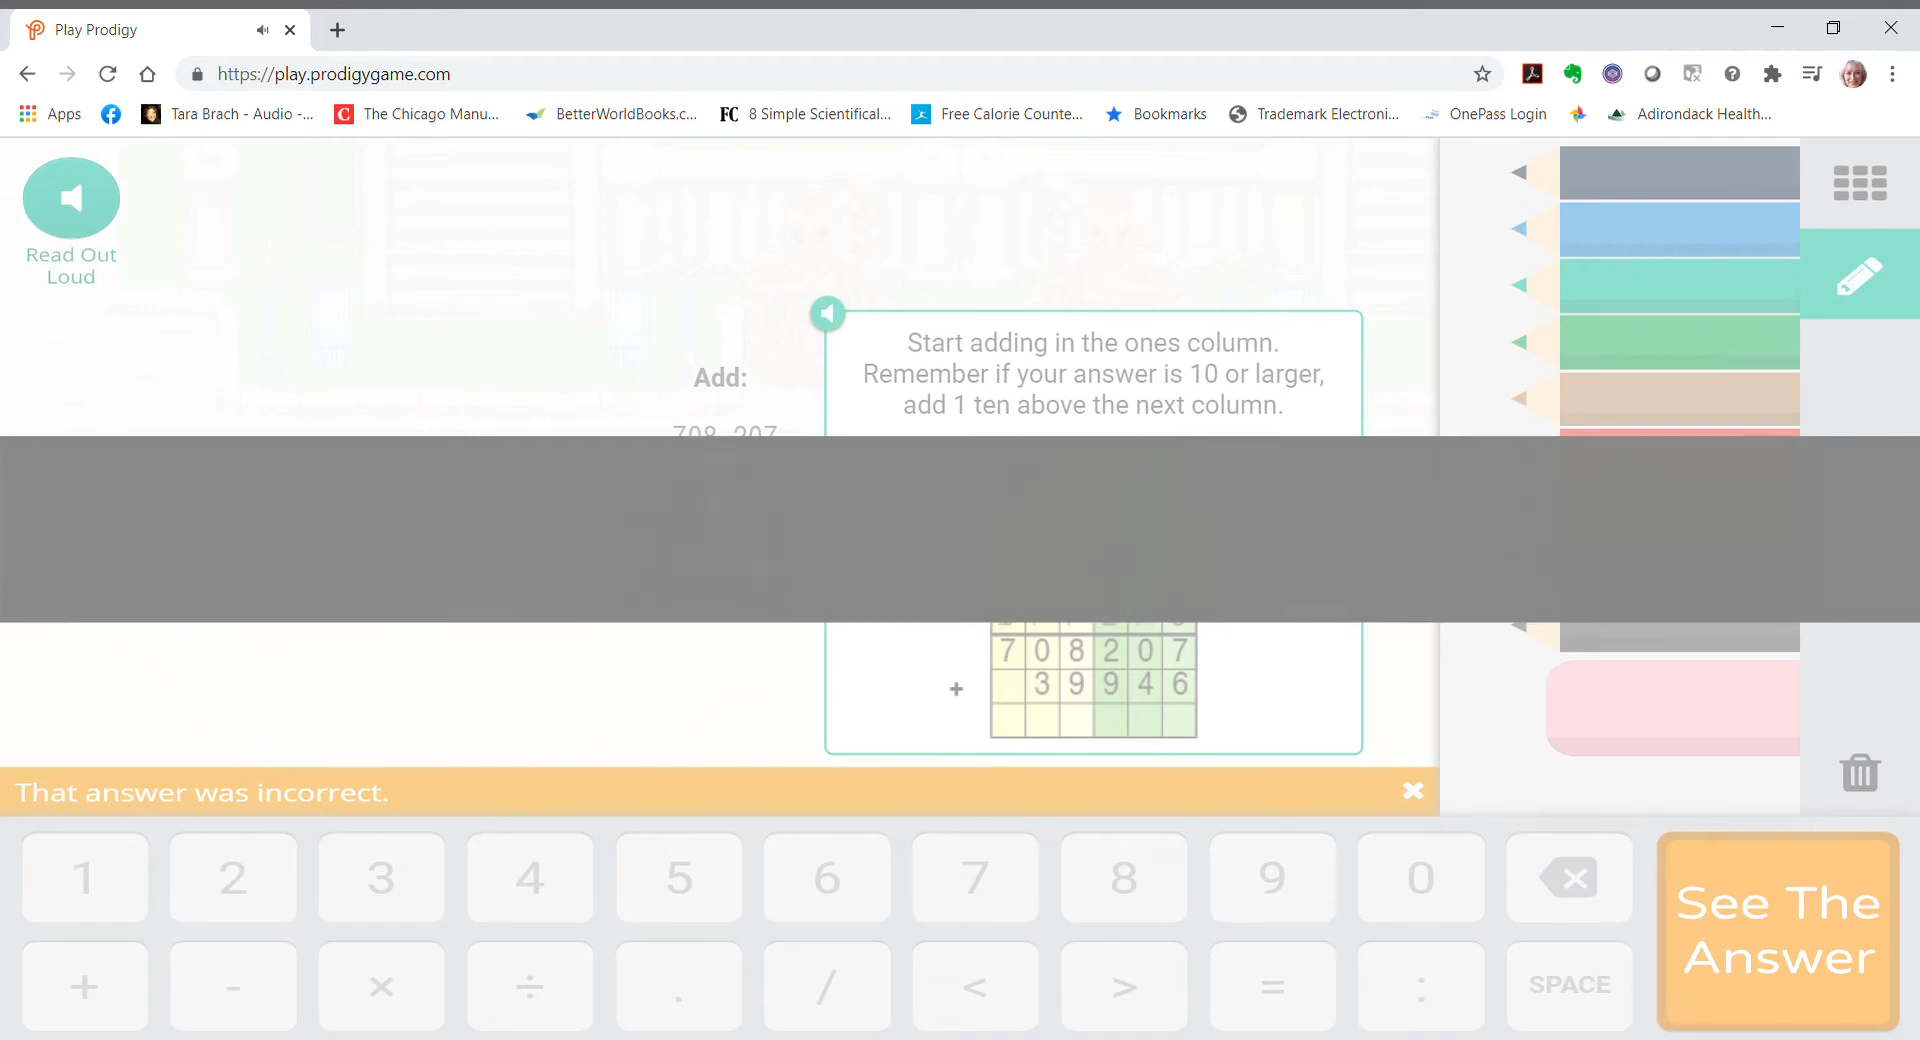 Play Prodigy
https://play.prodigygame.com
Apps
Tara Brach - Audio -...
C
The Chicago Manu...
BetterWorldBooks.c...
FC
8 Simple Scientifical...
Free Calorie Counte...
Bookmarks
Trademark Electroni...
OnePass Login
Adirondack Health...
Read Out
Loud
Start adding in the ones column.
Remember if your answer is 10 or larger,
add 1 ten above the next column.
Add:
708 207
7 0 8 2 0 7
+ 3 9 9 4 6
That answer was incorrect.
1 2 3 4 5 6 7 8 9 0
+ - × ÷ . / < > = : SPACE
See The
Answer